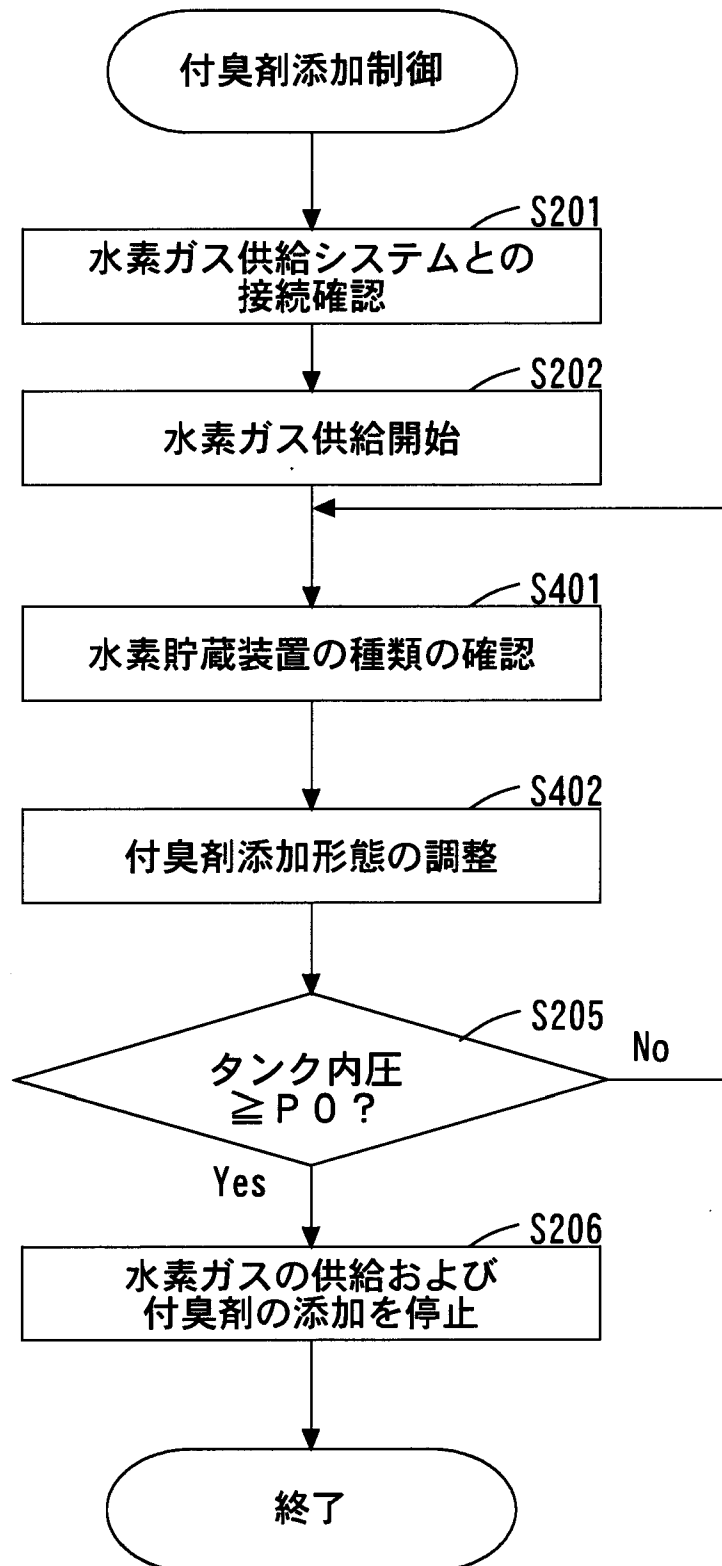 付臭剤添加制御
S201
水素ガス供給システムとの
接続確認
S202
水素ガス供給開始
S401
水素貯蔵装置の種類の確認
S402
付臭剤添加形態の調整
S205
タンク内圧
≧P0?
No
Yes
S206
水素ガスの供給および
付臭剤の添加を停止
終了